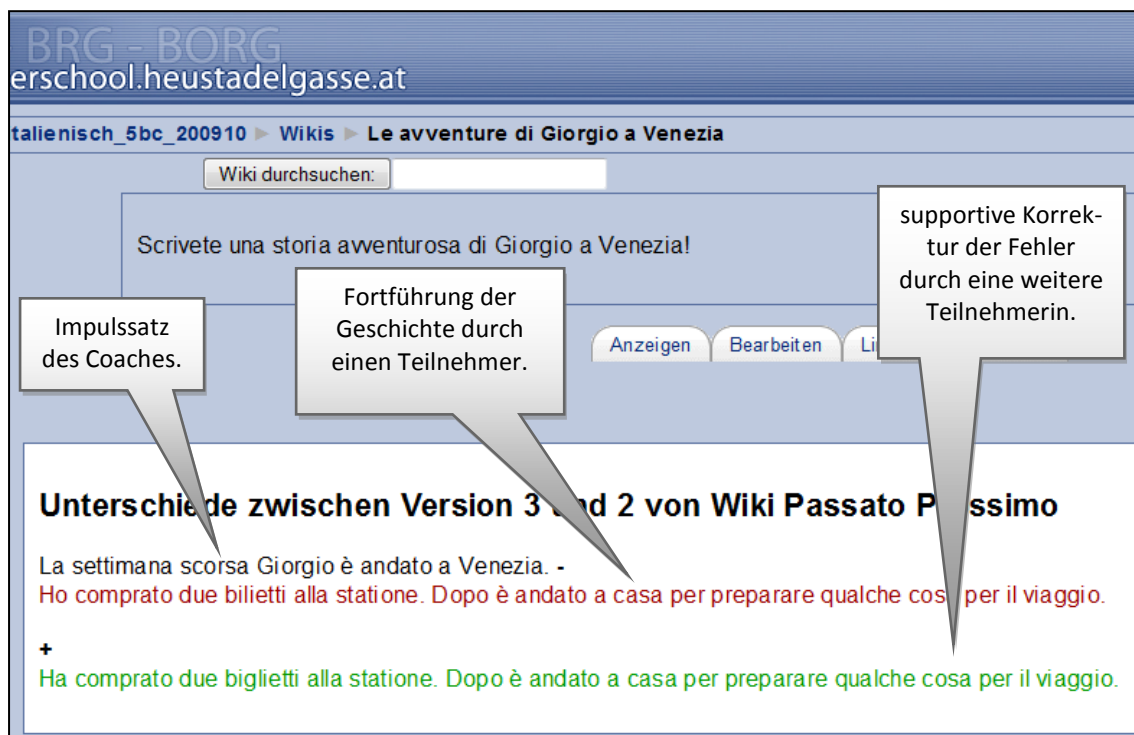 BRG - BORG
erschool.heustadelgasse.at
talienisch_5bc_200910 ► Wikis ► Le avventure di Giorgio a Venezia
Wiki durchsuchen:
Scrivete una storia avventurosa di Giorgio a Venezia!
supportive Korrek-
tur der Fehler
durch eine weitere
Teilnehmerin.
Fortführung der
Geschichte durch
einen Teilnehmer.
Impulssatz
des Coaches.
Anzeigen Bearbeiten
Unterschiede zwischen Version 3 und 2 von Wiki Passato P ssimo
La settimana scorsa Giorgio è andato a Venezia. -
Ho comprato due bilietti alla statione. Dopo è andato a casa per preparare qualche cosa per il viaggio.
+
Ha comprato due biglietti alla statione. Dopo è andato a casa per preparare qualche cosa per il viaggio.